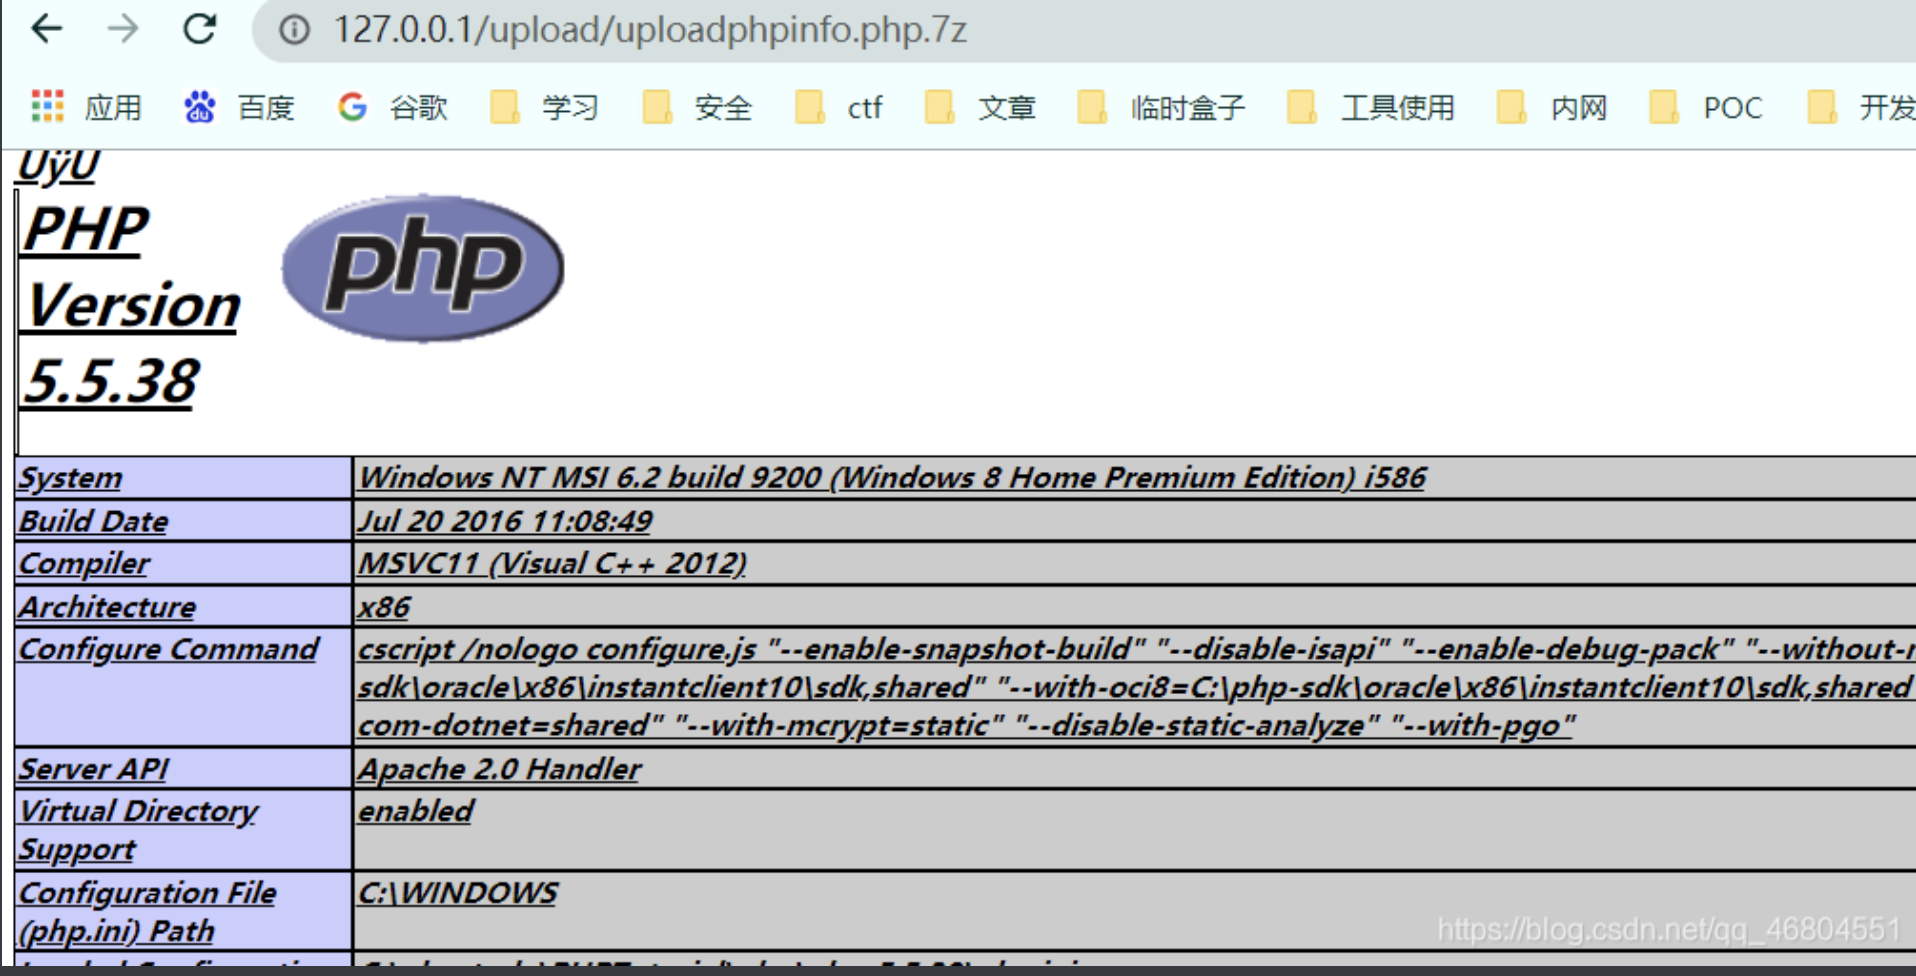 127.0.0.1/upload/uploadphpinfo.php.7z
应用 百度 谷歌 学习 安全 ctf 文章 临时盒子 工具使用 内网 POC 开发
UÿU
PHP
Version
5.5.38
php
System Windows NT MSI 6.2 build 9200 (Windows 8 Home Premium Edition) i586
Build Date Jul 20 2016 11:08:49
Compiler MSVC11 (Visual C++ 2012)
Architecture x86
Configure Command cscript /nologo configure.js "--enable-snapshot-build" "--disable-isapi" "--enable-debug-pack" "--without-
sdk\oracle\x86\instantclient10\sdk,shared" "--with-oci8=C:\php-sdk\oracle\x86\instantclient10\sdk,shared
com-dotnet=shared" "--with-mcrypt=static" "--disable-static-analyze" "--with-pgo"
Server API Apache 2.0 Handler
Virtual Directory enabled
Support
Configuration File C:\WINDOWS
(php.ini) Path
https://blog.csdn.net/qq_46804551